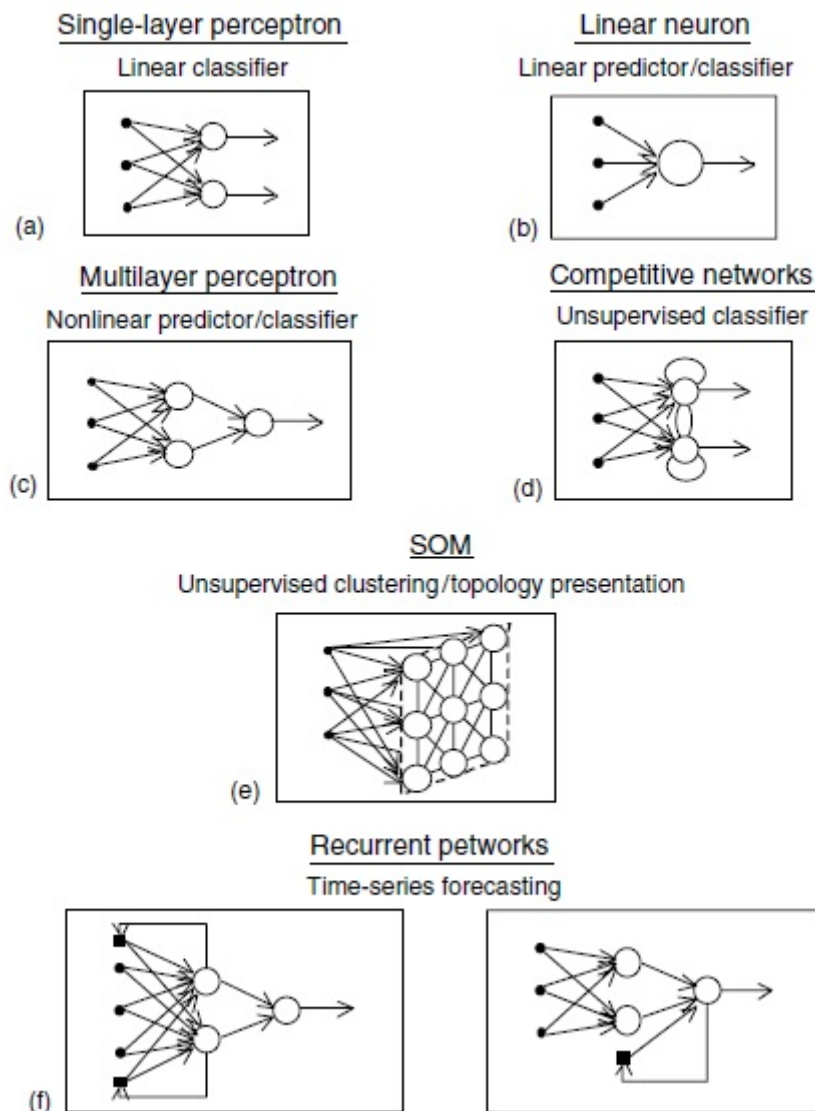 Single-layer perceptron
Linear classifier
(a)
Linear neuron
Linear predictor/classifier
(b)
Multilayer perceptron
Nonlinear predictor/classifier
(c)
Competitive networks
Unsupervised classifier
(d)
SOM
Unsupervised clustering/topology presentation
(e)
Recurrent petworks
Time-series forecasting
(f)